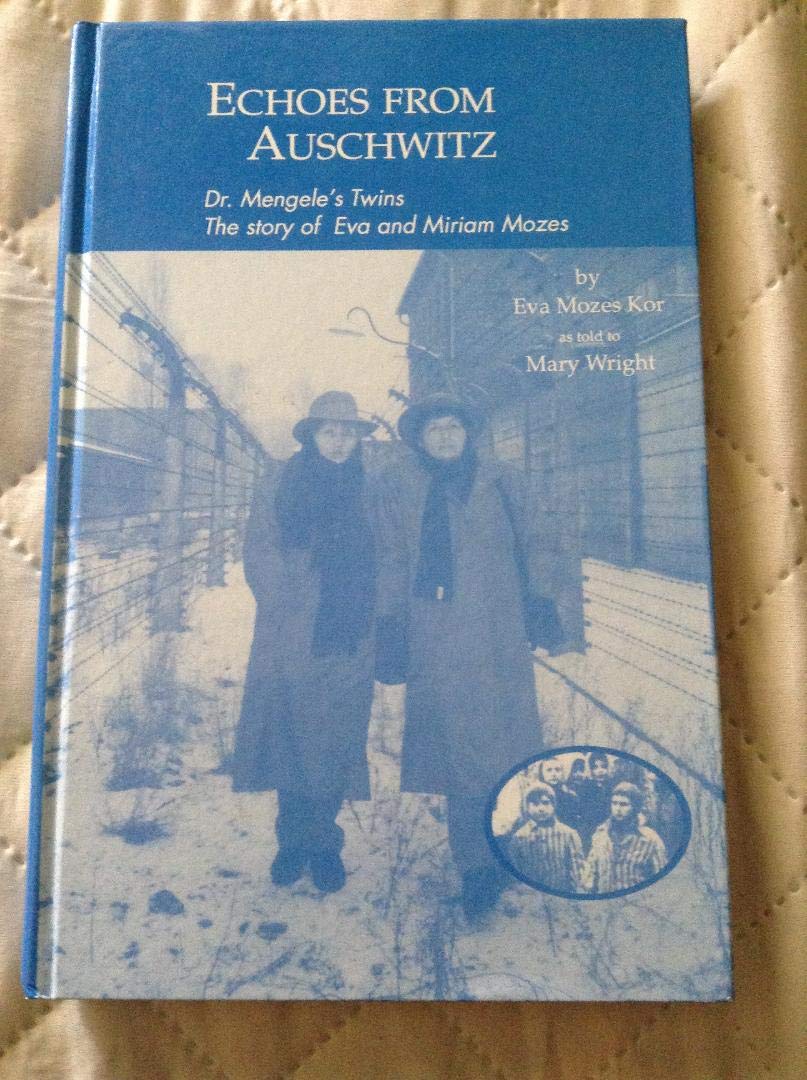 ECHOES FROM
AUSCHWITZ
Dr. Mengele's Twins
The story of Eva and Miriam Mozes
by
Eva Mozes Kor
as told to
Mary Wright